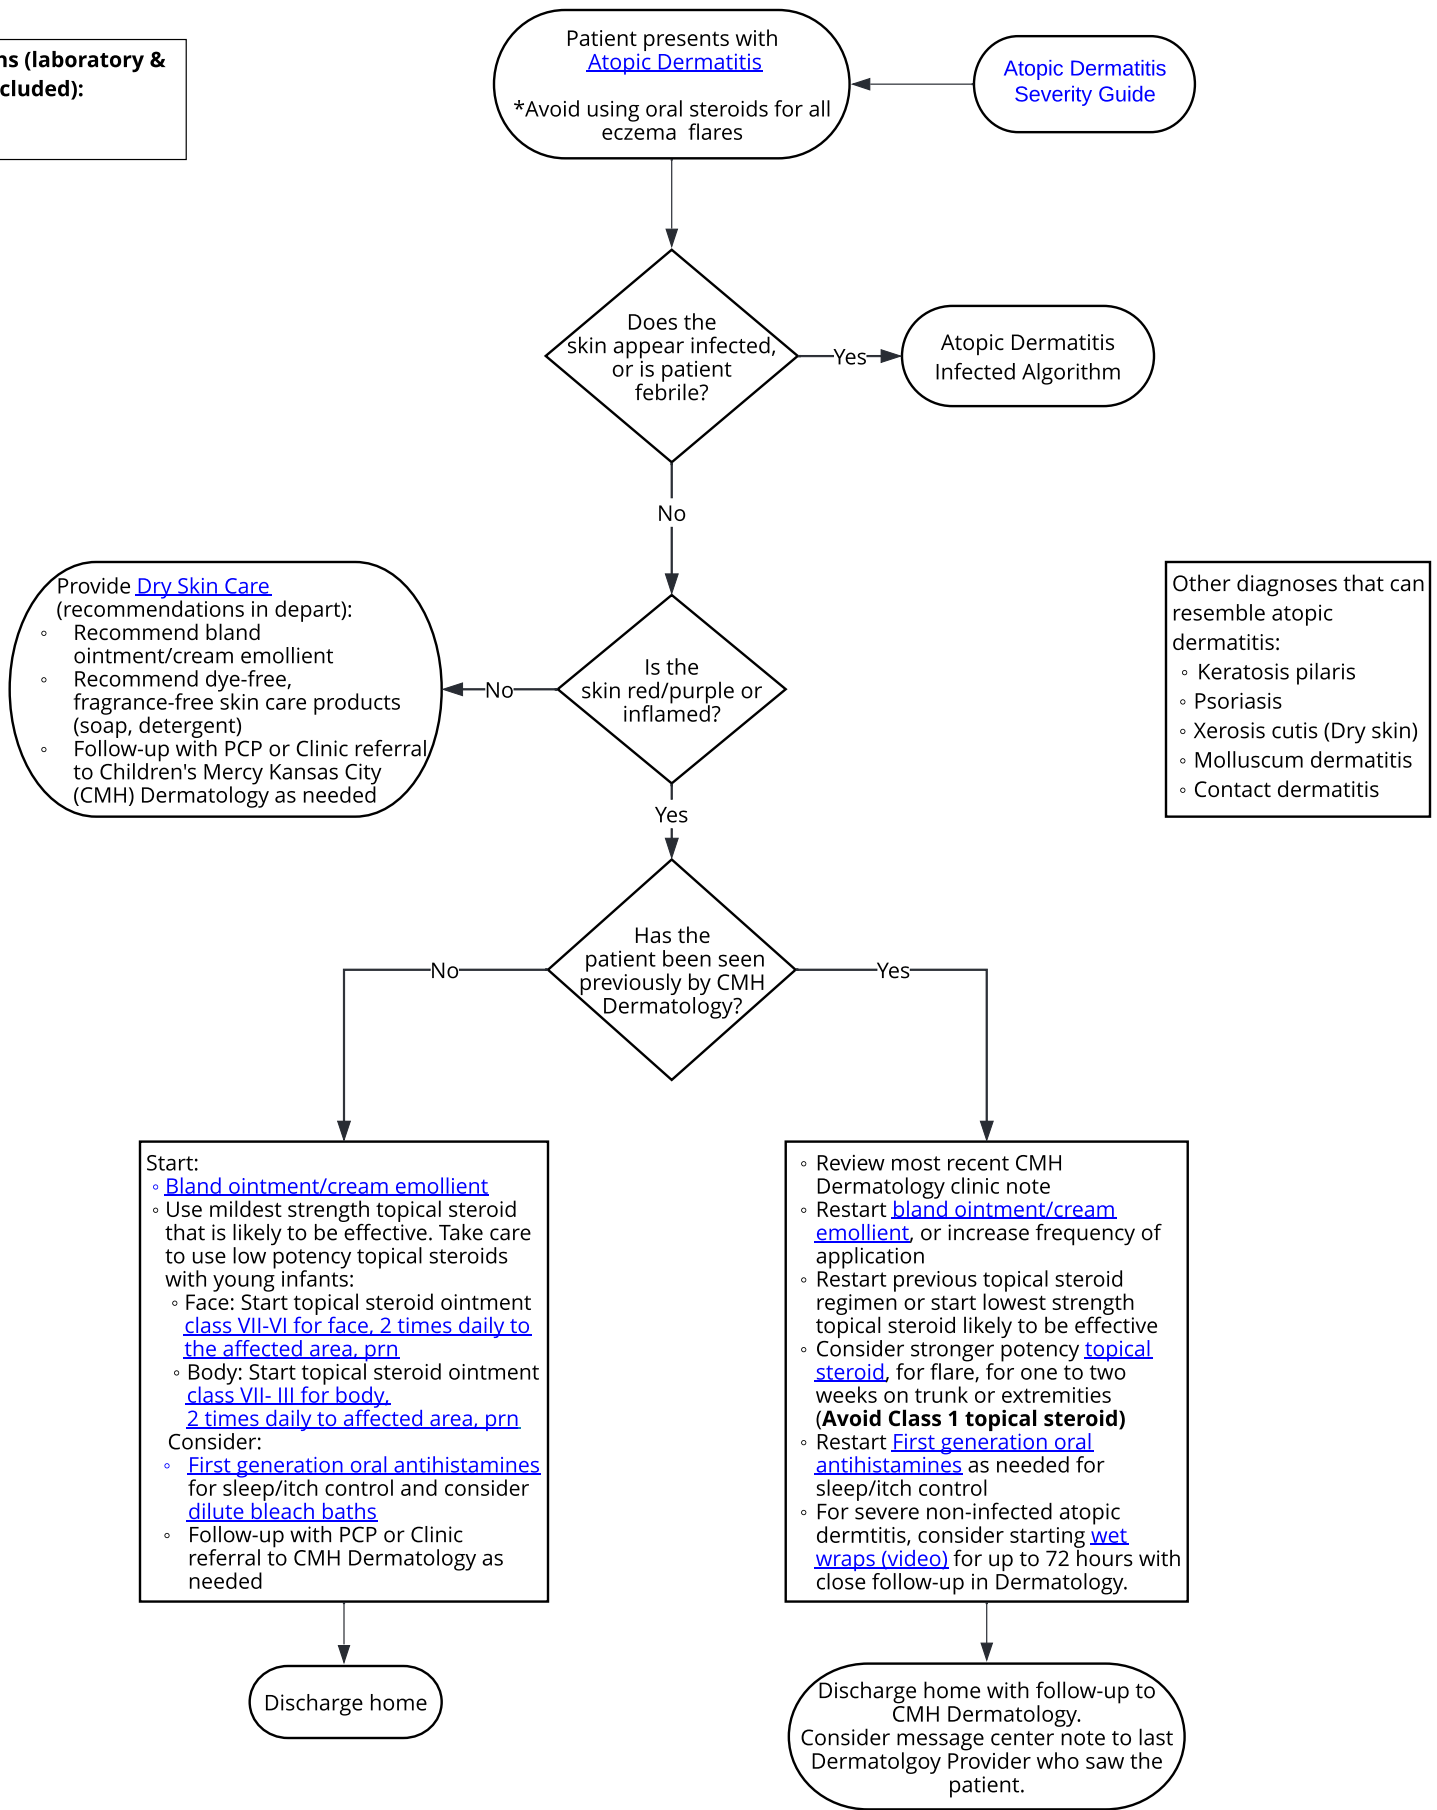 (laboratory &
Patient presents with
Atopic Dermatitis
*Avoid using oral steroids for all
eczema flares
Atopic Dermatitis
Severity Guide
Does the
skin appear infected,
or is patient
febrile?
Yes
Atopic Dermatitis
Infected Algorithm
No
Provide Dry Skin Care
(recommendations in depart):
◦ Recommend bland
ointment/cream emollient
◦ Recommend dye-free,
fragrance-free skin care products
(soap, detergent)
◦ Follow-up with PCP or Clinic referral
to Children's Mercy Kansas City
(CMH) Dermatology as needed
No
Is the
skin red/purple or
inflamed?
Other diagnoses that can
resemble atopic
dermatitis:
◦ Keratosis pilaris
◦ Psoriasis
◦ Xerosis cutis (Dry skin)
◦ Molluscum dermatitis
◦ Contact dermatitis
Yes
Has the
patient been seen
previously by CMH
Dermatology?
No
Yes
Start:
◦ Bland ointment/cream emollient
◦ Use mildest strength topical steroid
that is likely to be effective. Take care
to use low potency topical steroids
with young infants:
◦ Face: Start topical steroid ointment
class VII-VI for face, 2 times daily to
the affected area, prn
◦ Body: Start topical steroid ointment
class VII- III for body,
2 times daily to affected area, prn
Consider:
◦ First generation oral antihistamines
for sleep/itch control and consider
dilute bleach baths
◦ Follow-up with PCP or Clinic
referral to CMH Dermatology as
needed
◦ Review most recent CMH
Dermatology clinic note
◦ Restart bland ointment/cream
emollient, or increase frequency of
application
◦ Restart previous topical steroid
regimen or start lowest strength
topical steroid likely to be effective
◦ Consider stronger potency topical
steroid, for flare, for one to two
weeks on trunk or extremities
(Avoid Class 1 topical steroid)
◦ Restart First generation oral
antihistamines as needed for
sleep/itch control
◦ For severe non-infected atopic
dermtitis, consider starting wet
wraps (video) for up to 72 hours with
close follow-up in Dermatology.
Discharge home
Discharge home with follow-up to
CMH Dermatology.
Consider message center note to last
Dermatolgoy Provider who saw the
patient.